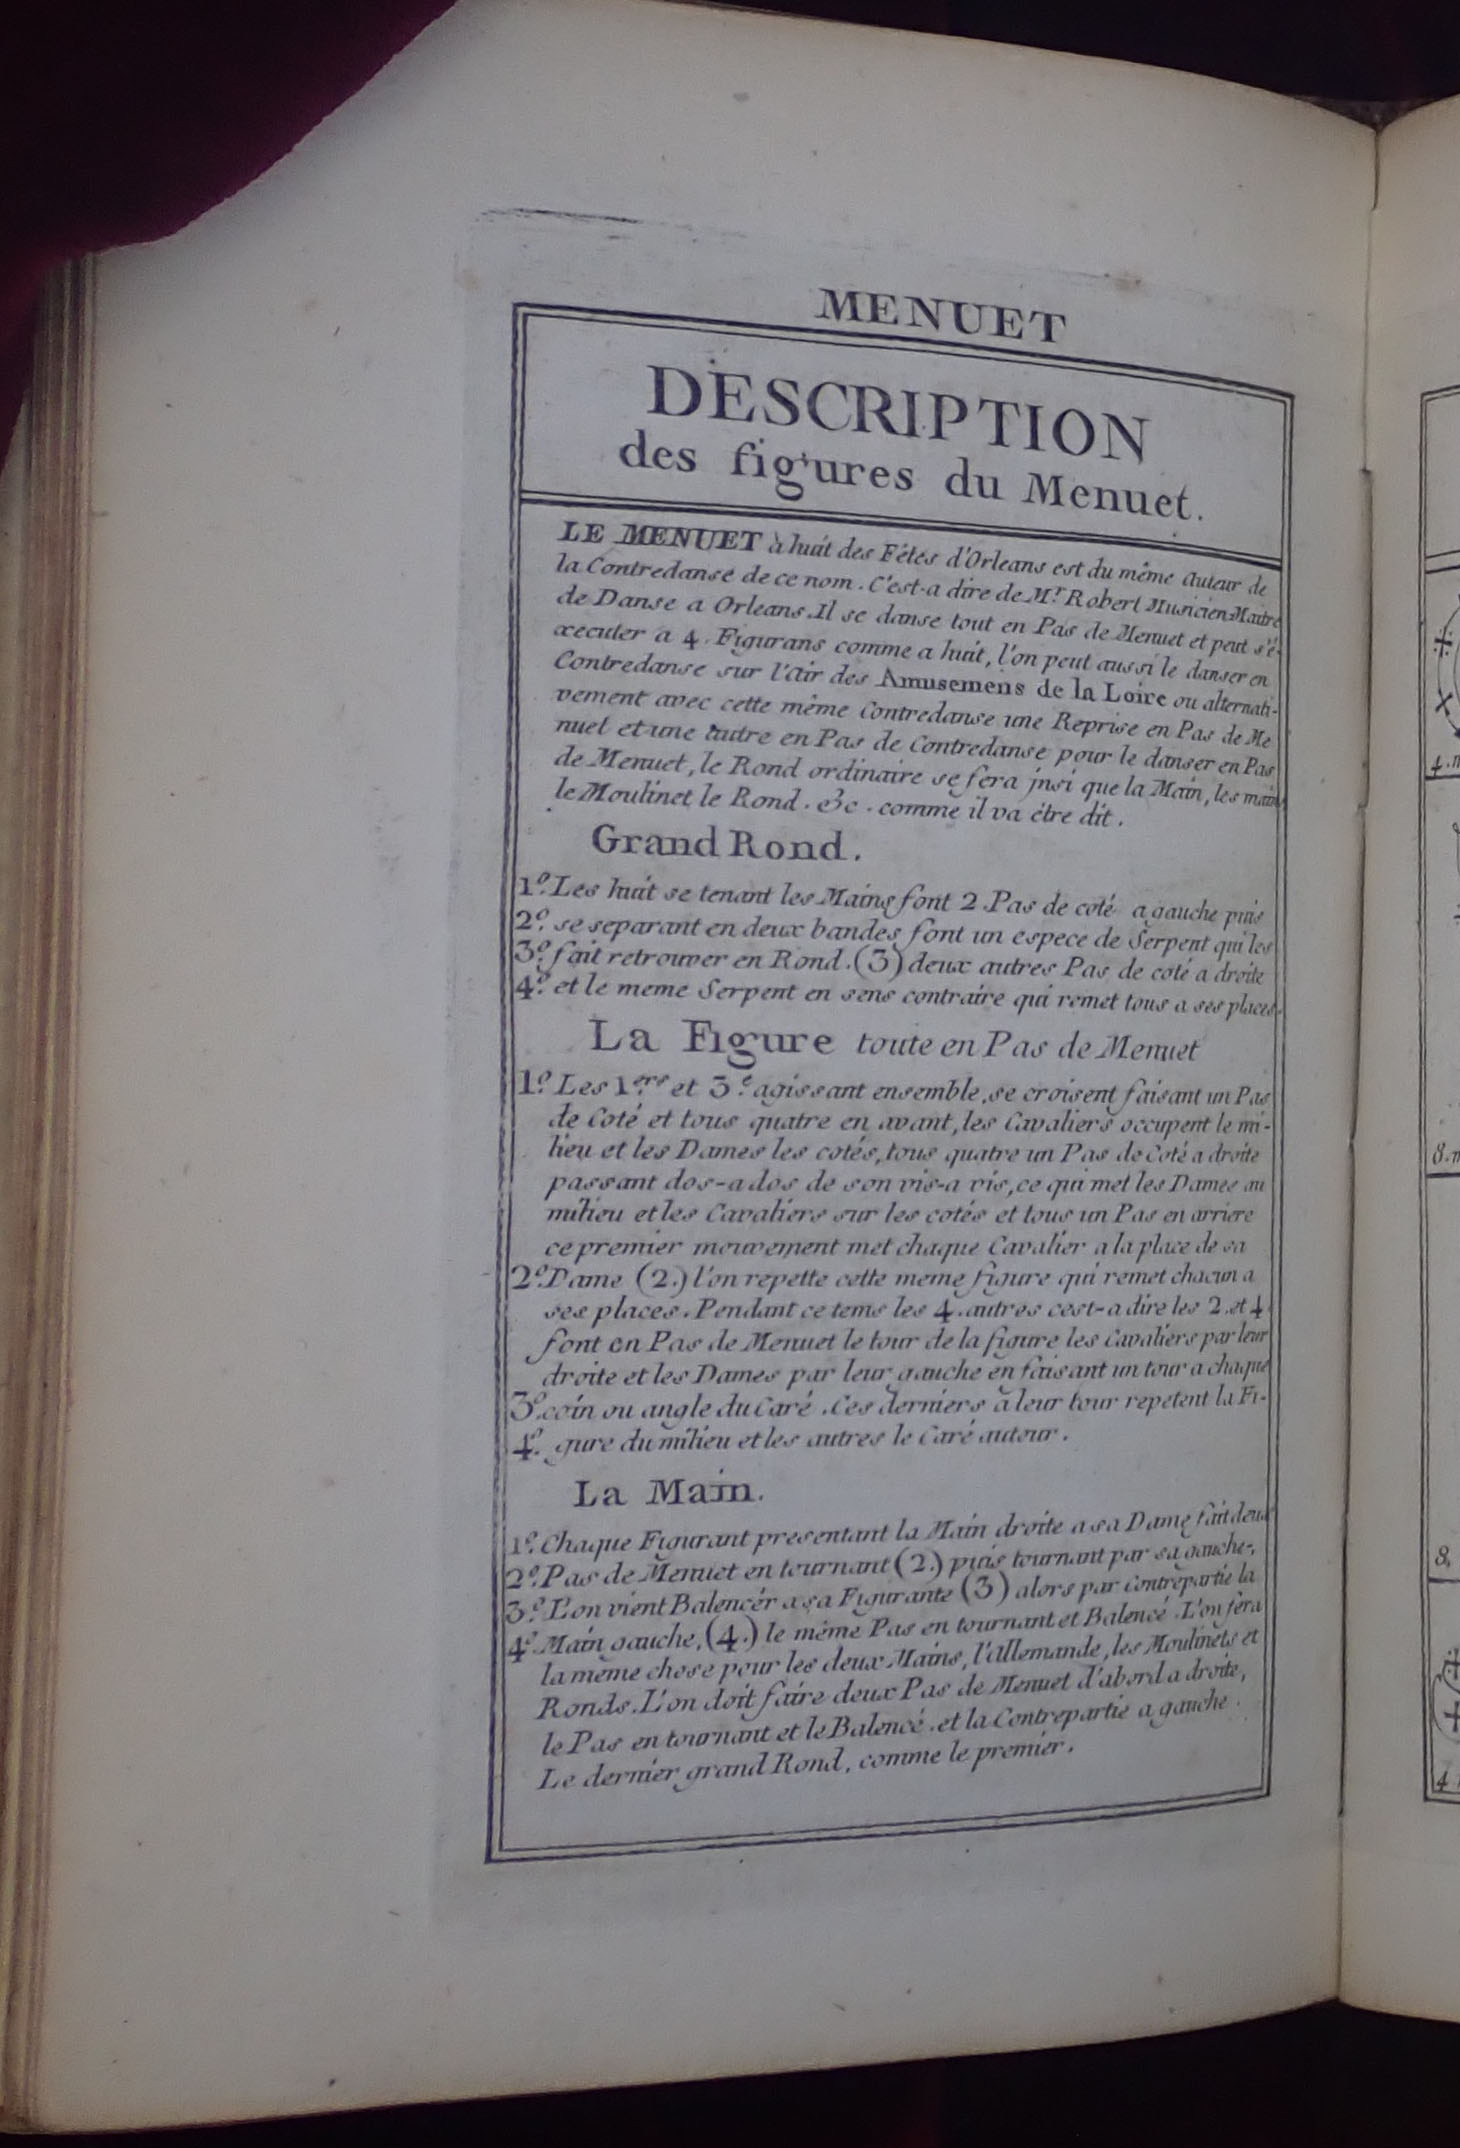 MENUET
DESCRIPTION
des figures du Menuet.
LE MENUET à huit des Fêtes d'Orleans est du même Auteur de
la Contredanse de ce nom. C'est-a dire de Mr. Robert Musicien Maitre
de Danse a Orleans. Il se danse tout en Pas de Menuet et peut s'é-
xecuter a 4. Figurans comme a huit, l'on peut aussi le danser en
Contredanse sur l'air des Amusemens de la Loire ou alternati-
vement avec cette même Contredanse une Reprise en Pas de Me
nuet et une autre en Pas de Contredanse pour le danser en Pas
de Menuet, le Rond ordinaire se fera jnsi que la Main, les mains
le Moulinet le Rond. &c. comme il va étre dit.
Grand Rond.
1º. Les huit se tenant les Mains font 2. Pas de coté a gauche puis
2º. se separant en deux bandes font un espece de Serpent qui les
3º. fait retrouver en Rond. (3) deux autres Pas de coté a droite
4º. et le meme Serpent en sens contraire qui remet tous a ses places.
La Figure toute en Pas de Menuet
1º. Les 1.ers et 3.e agissant ensemble, se croisent faisant un Pas
de Coté et tous quatre en avant, les Cavaliers occupent le mi-
lieu et les Dames les cotés, tous quatre un Pas de Coté a droite
passant dos-a dos de son vis-a vis, ce qui met les Dames au
milieu et les Cavaliers sur les cotés et tous un Pas en arriere
ce premier mouvement met chaque Cavalier a la place de sa
2º. Dame (2.) l'on repette cette meme figure qui remet chacun a
ses places. Pendant ce tems les 4. autres cest-a dire les 2. et 4
font en Pas de Menuet le tour de la figure les Cavaliers par leur
droite et les Dames par leur gauche en faisant un tour a chaque
3º. coin ou angle du Caré. Ces derniers à leur tour repetent la Fi-
4º. gure du milieu et les autres le Caré autour.
La Main.
1º. Chaque Figurant presentant la Main droite a sa Dame fait deux
2º. Pas de Menuet en tournant (2.) puis tournant par sa gauche,
3º. L'on vient Balencér a sa Figurante (3) alors par Contrepartie la
4º. Main gauche, (4.) le même Pas en tournant et Balencé. L'on fera
la même chose pour les deux Mains, l'Allemande, les Moulinets et
Ronds. L'on doit faire deux Pas de Menuet d'abord a droite,
le Pas en tournant et le Balencé. et la Contrepartie a gauche.
Le dernier grand Rond, comme le premier.
4.
8.
8.
4.